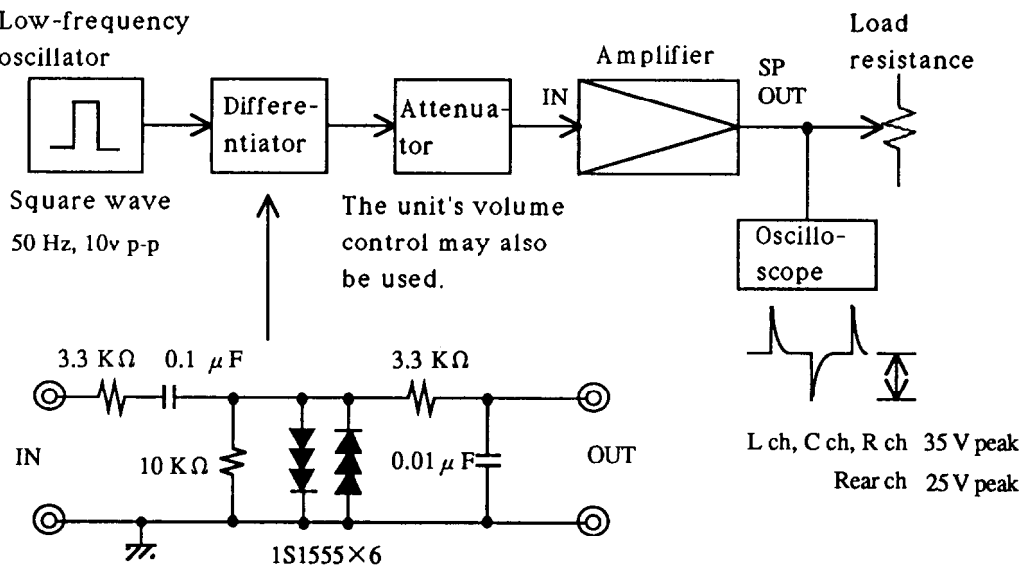 Low-frequency
oscillator
Differe-
ntiator
Attenua-
tor
IN
Amplifier
SP
OUT
Load
resistance
Square wave
50 Hz, 10v p-p
The unit's volume
control may also
be used.
Oscillo-
scope
3.3 KΩ
0.1 μF
3.3 KΩ
IN
10 KΩ
0.01 μF
OUT
1S1555×6
L ch, C ch, R ch 35 V peak
Rear ch 25 V peak